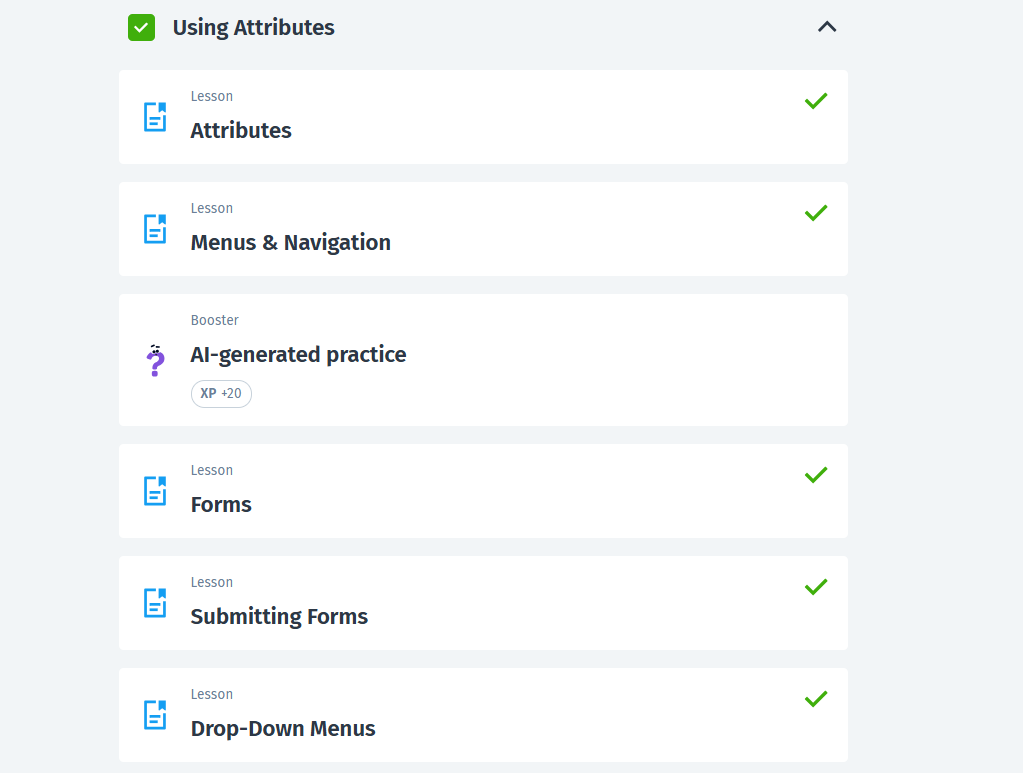 Using Attributes
Lesson
Attributes
Lesson
Menus & Navigation
Booster
AI-generated practice
XP +20
Lesson
Forms
Lesson
Submitting Forms
Lesson
Drop-Down Menus